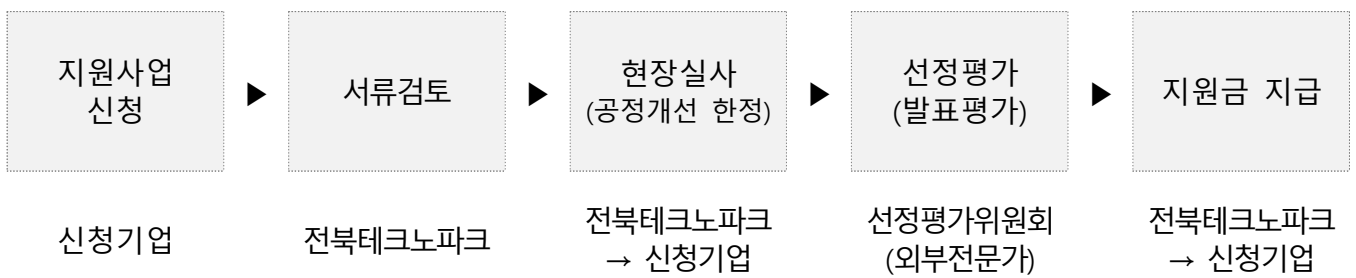 지원사업
신청
▶
서류검토
▶
현장실사
(공정개선 한정)
▶
선정평가
(발표평가)
▶
지원금 지급
신청기업
전북테크노파크
전북테크노파크
→ 신청기업
선정평가위원회
(외부전문가)
전북테크노파크
→ 신청기업